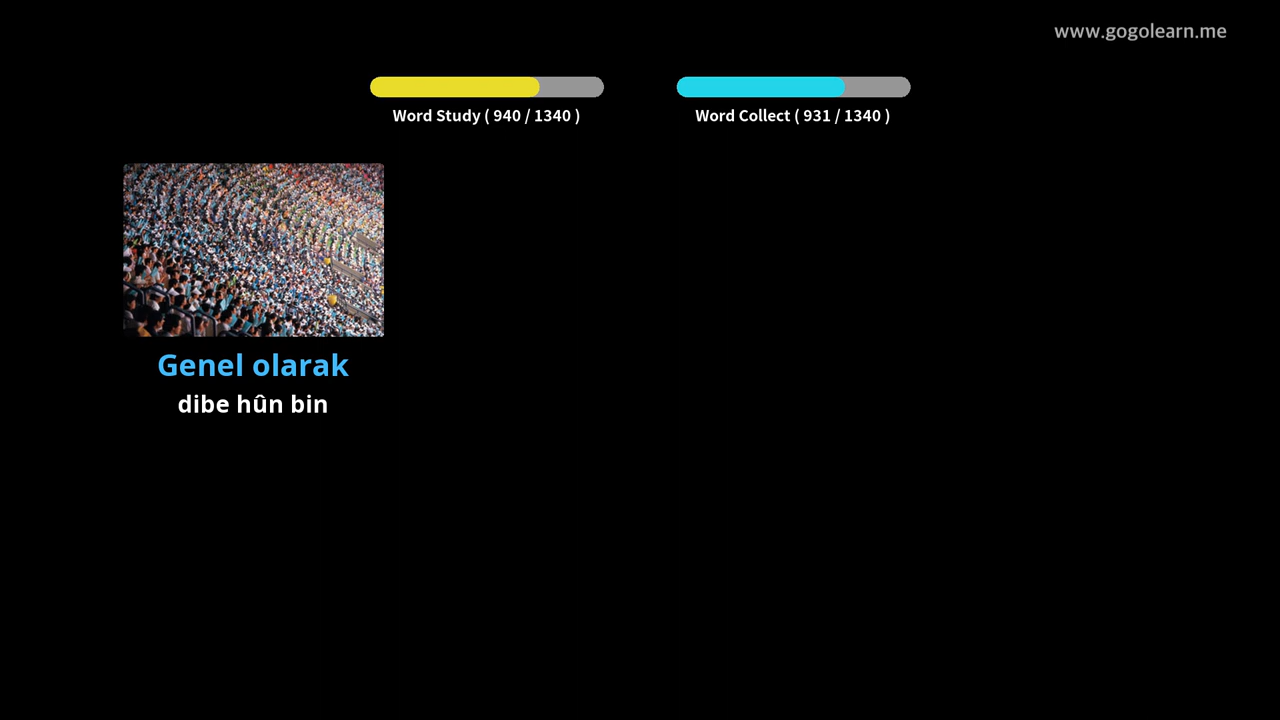 www.gogolearn.me
Word Study ( 940 / 1340 )
Word Collect ( 931 / 1340 )
Genel olarak
dibe hûn bin